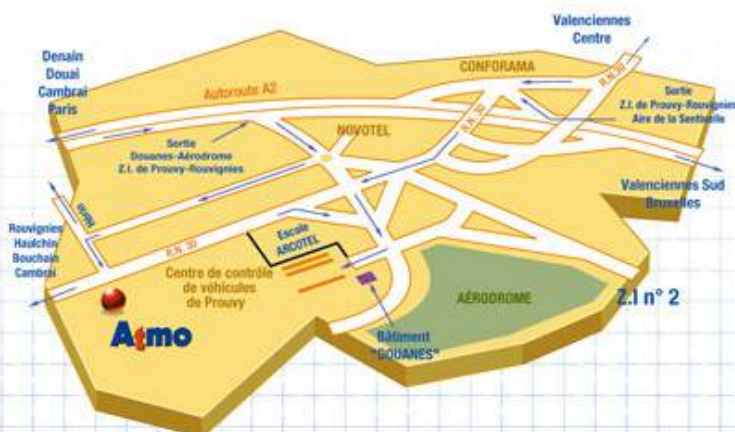 Valenciennes
Centre
Denain
Douai
Cambrai
Paris
CONFORAMA
R.N.30
Autoroute A2
Sortie
Z.I. de Prouvy-Rouvignies
Aire de la Sentinelle
NOVOTEL
R.N. 30
Sortie
Douanes-Aérodrome
Z.I. de Prouvy-Rouvignies
Valenciennes Sud
Bruxelles
Hérin
Rouvignies
Haulchin
Bouchain
Cambrai
R.N. 30
Escale
ARCOTEL
Centre de contrôle
de véhicules
de Prouvy
AÉRODROME
Z.I n° 2
Atmo
Bâtiment
"DOUANES"